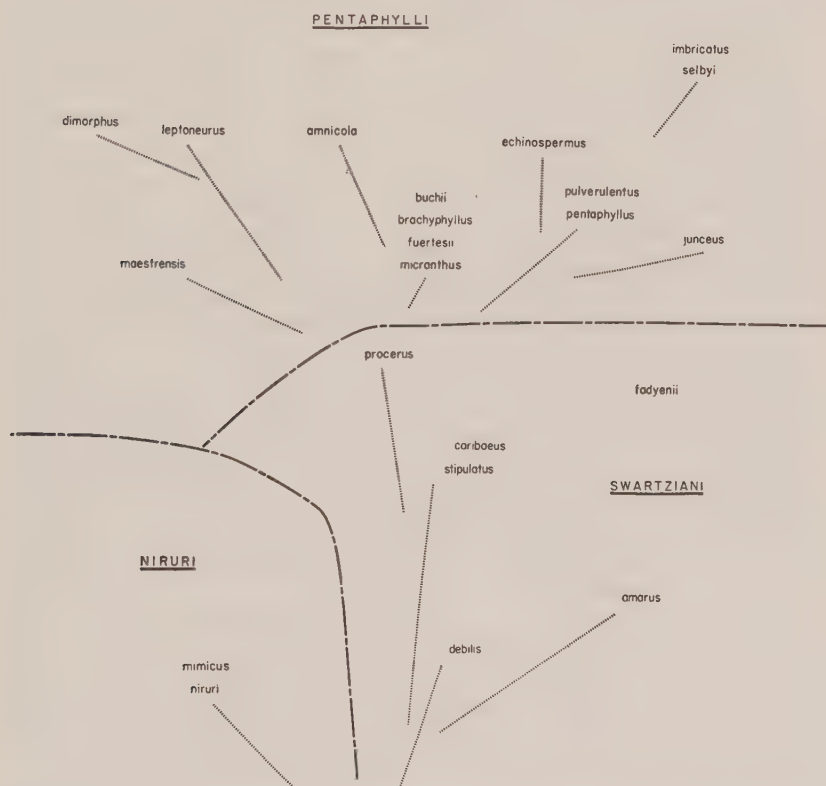 PENTAPHYLLI
imbricatus
selbyi
dimorphus
leptoneurus
amnicola
echinospermus
buchii
brachyphyllus
fuertesii
micranthus
pulverulentus
pentaphyllus
junceus
maestrensis
procerus
fadyenii
caribaeus
stipulatus
SWARTZIANI
NIRURI
amarus
debilis
mimicus
niruri